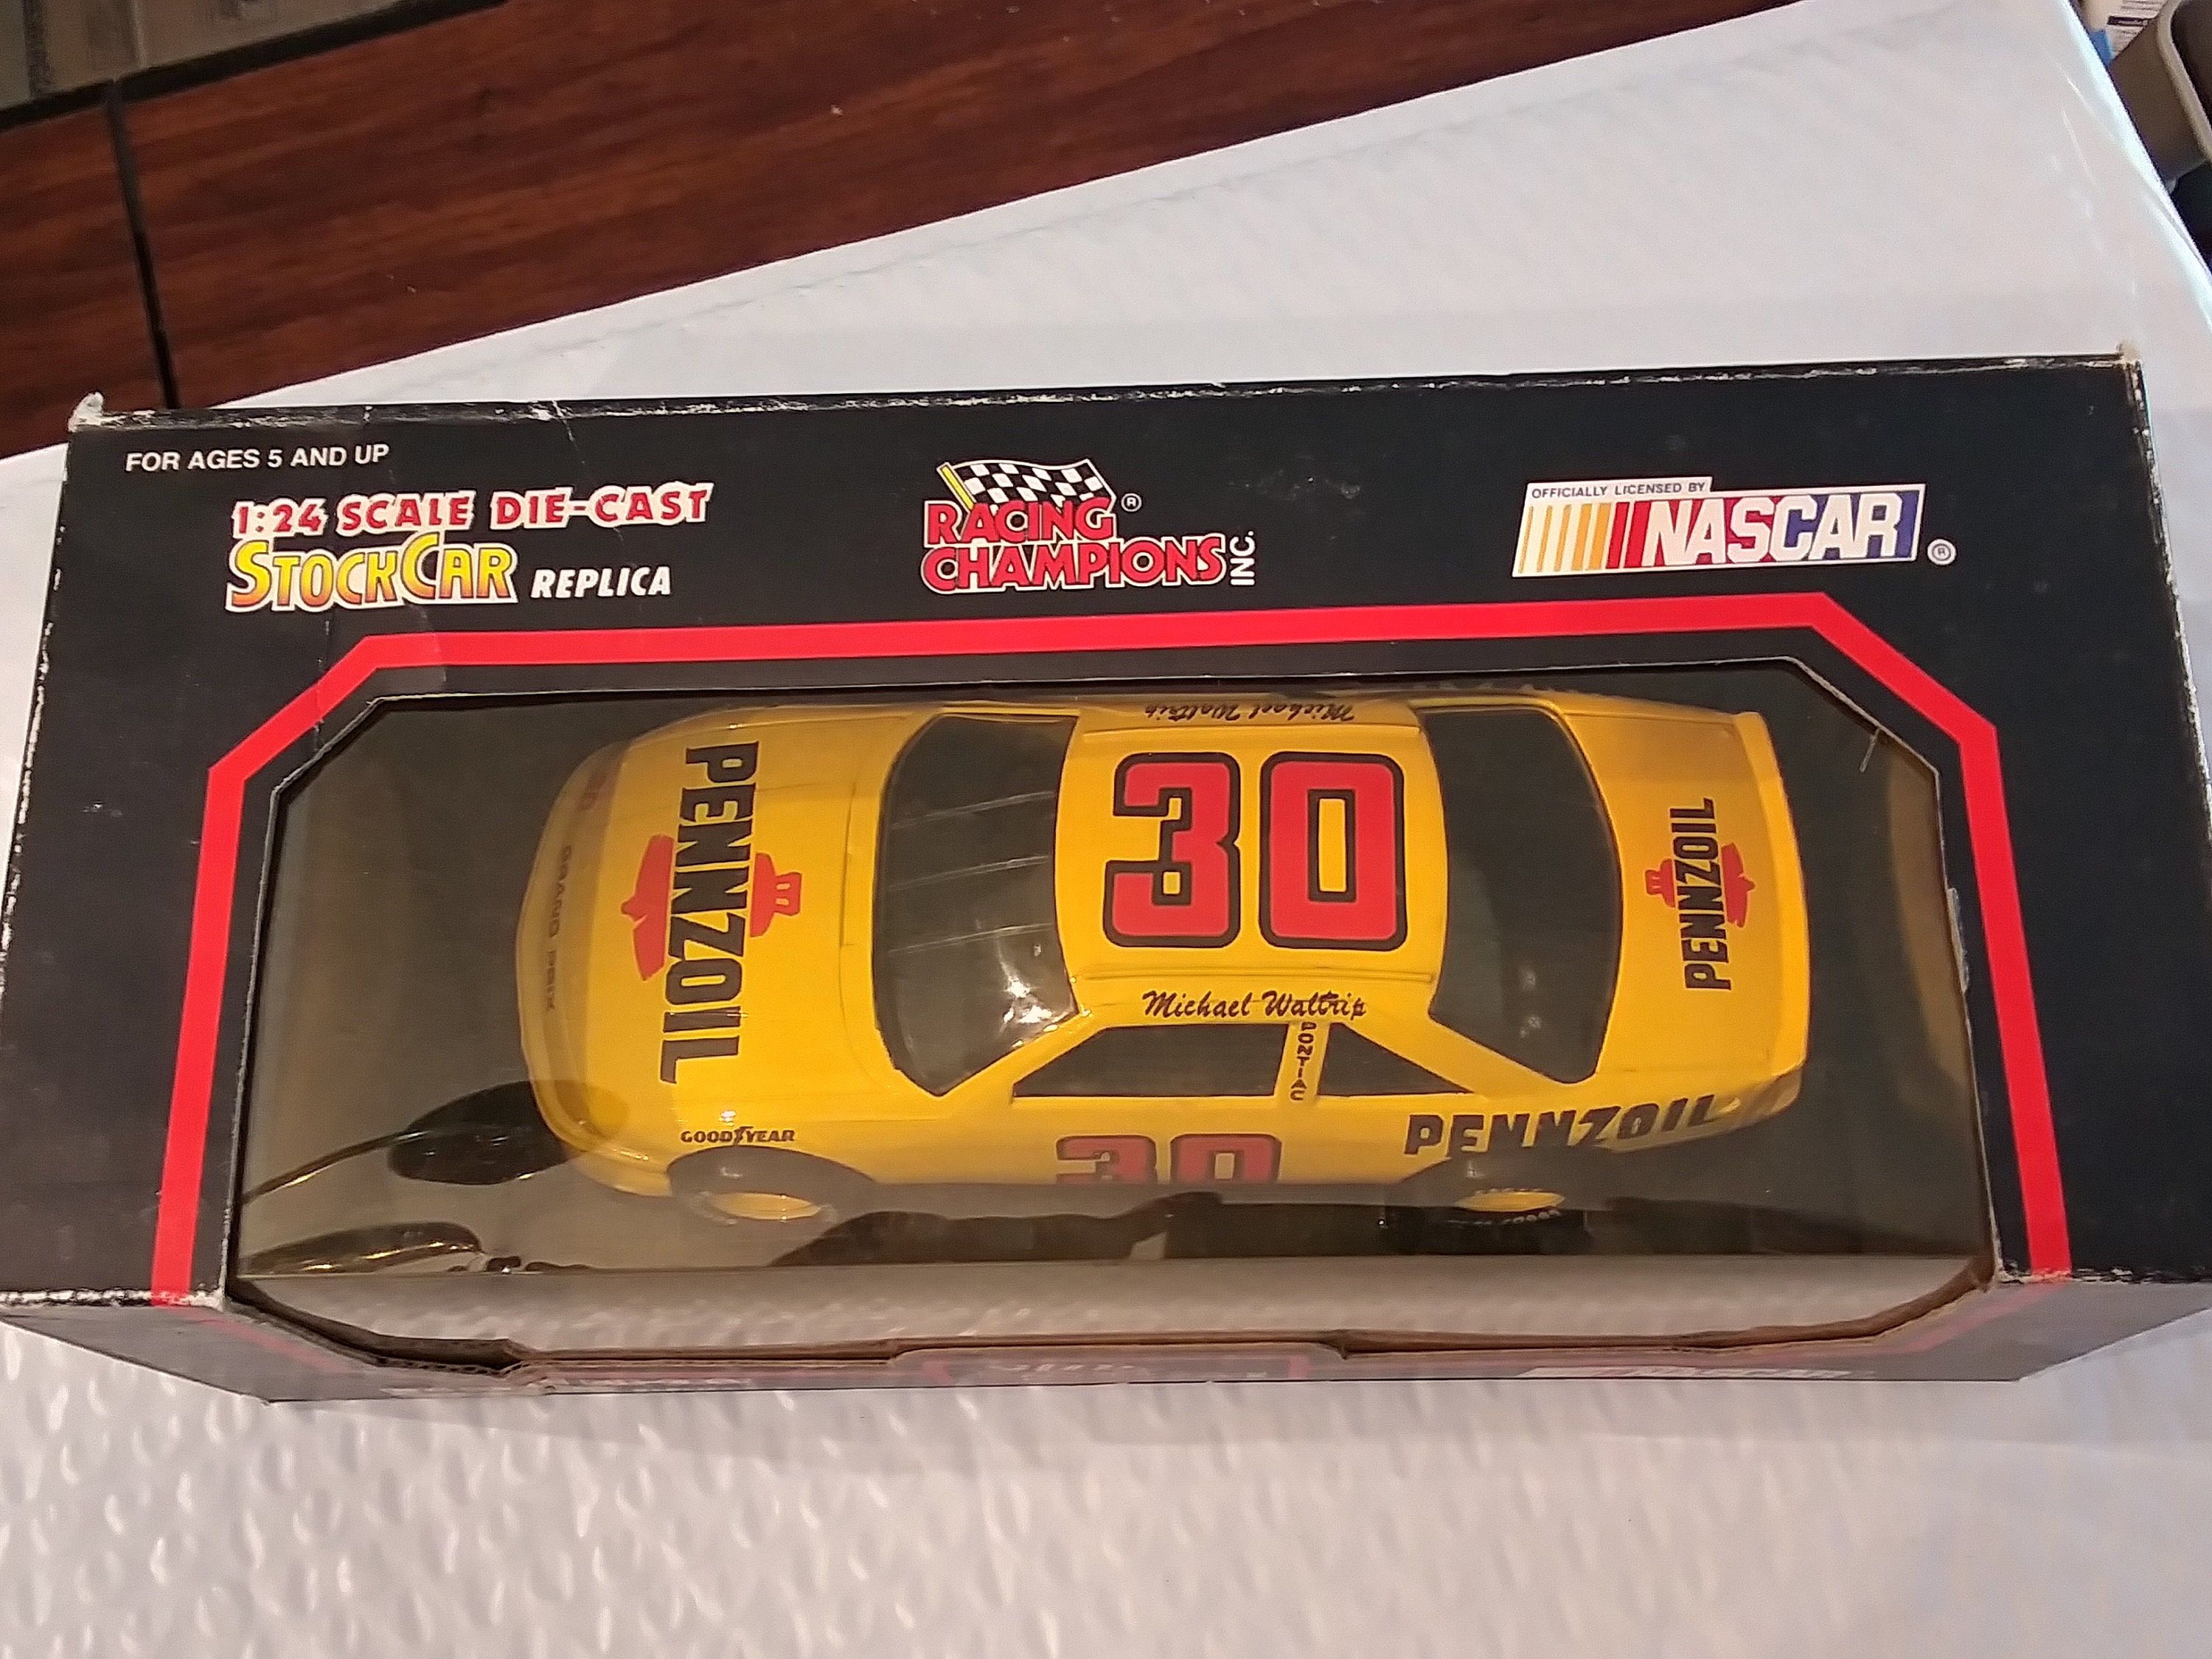 FOR AGES 5 AND UP
1:24 SCALE DIE-CAST
STOCKCAR REPLICA
RACING ®
CHAMPIONS INC.
OFFICIALLY LICENSED BY
NASCAR ®
Michael Waltrip
PENNZOIL
30
PENNZOIL
GRAND PRIX
Michael Waltrip
PONTIAC
GOODYEAR
30
PENNZOIL